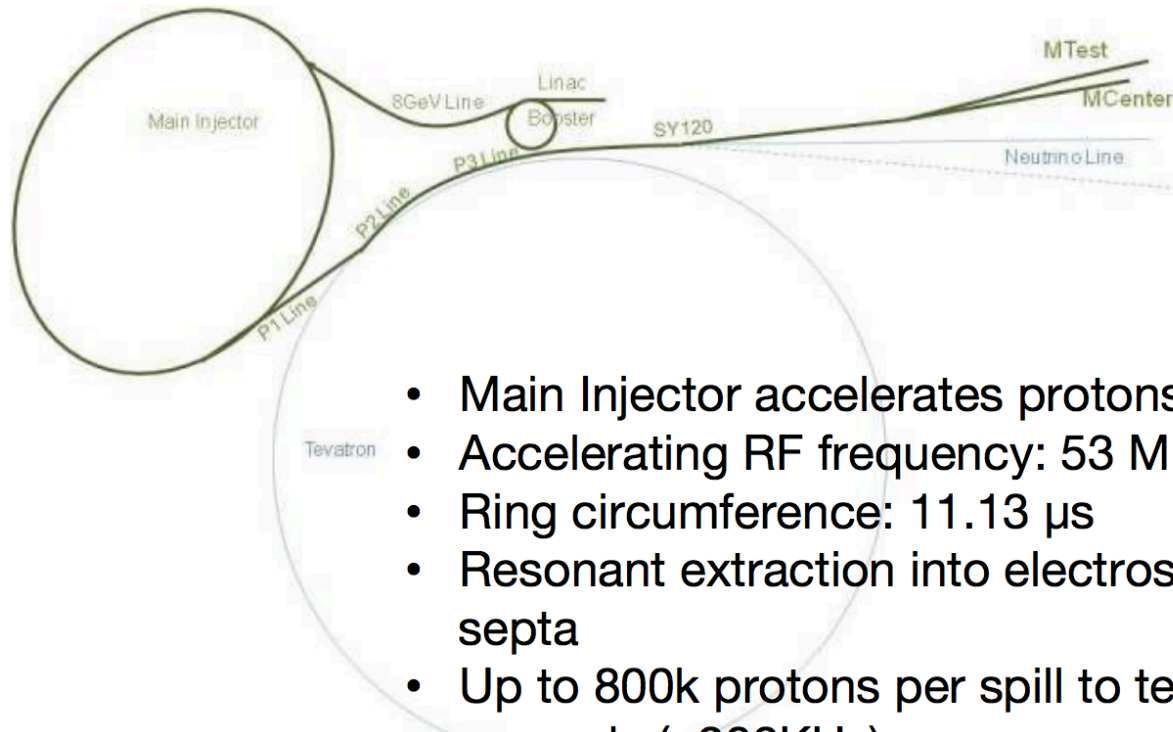 MTest
Linac
8GeV Line
MCenter
Main Injector
Booster
SY120
P3 Line
Neutrino Line
P2 Line
P1 Line
Tevatron
• Main Injector accelerates protons
• Accelerating RF frequency: 53 M
• Ring circumference: 11.13 μs
• Resonant extraction into electros
septa
• Up to 800k protons per spill to te